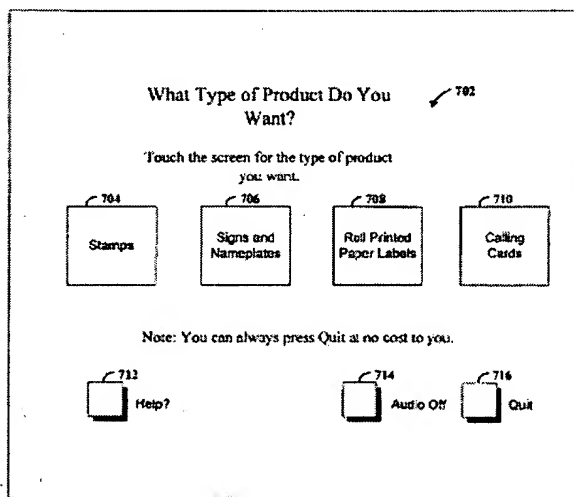 What Type of Product Do You
702
Want?
Touch the screen for the type of product
you want.
704
706
708
710
Stamps
Signs and
Nameplates
Roll Printed
Paper Labels
Calling
Cards
Note: You can always press Quit at no cost to you.
712
714
716
Help?
Audio Off
Quit